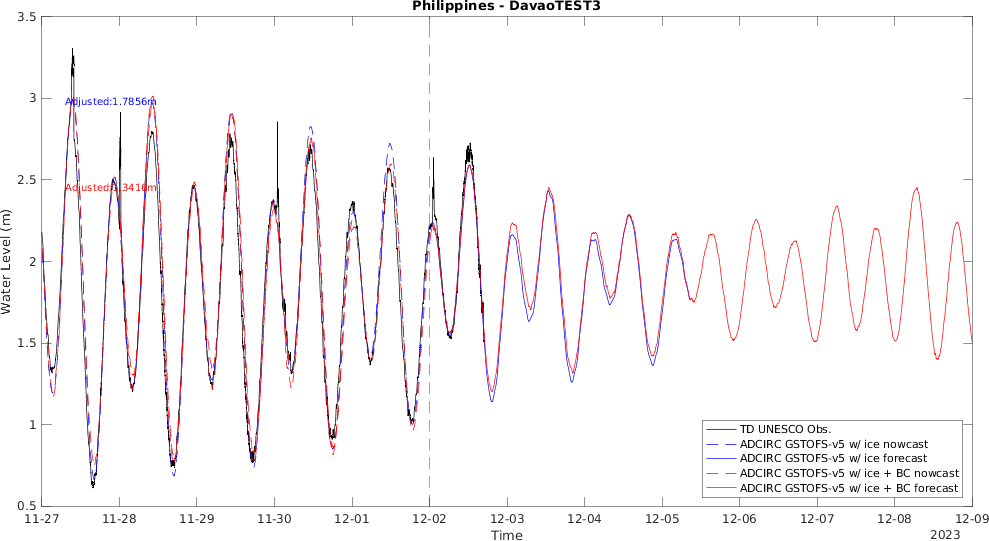 Philippines - DavaoTEST3
Water Level (m)
3.5
3
2.5
2
1.5
1
0.5
Adjusted:1.7856m
Adjusted:1.3416m
TD UNESCO Obs.
ADCIRC GSTOFS-v5 w/ ice nowcast
ADCIRC GSTOFS-v5 w/ ice forecast
ADCIRC GSTOFS-v5 w/ ice + BC nowcast
ADCIRC GSTOFS-v5 w/ ice + BC forecast
11-27 11-28 11-29 11-30 12-01 12-02 12-03 12-04 12-05 12-06 12-07 12-08 12-09
Time
2023